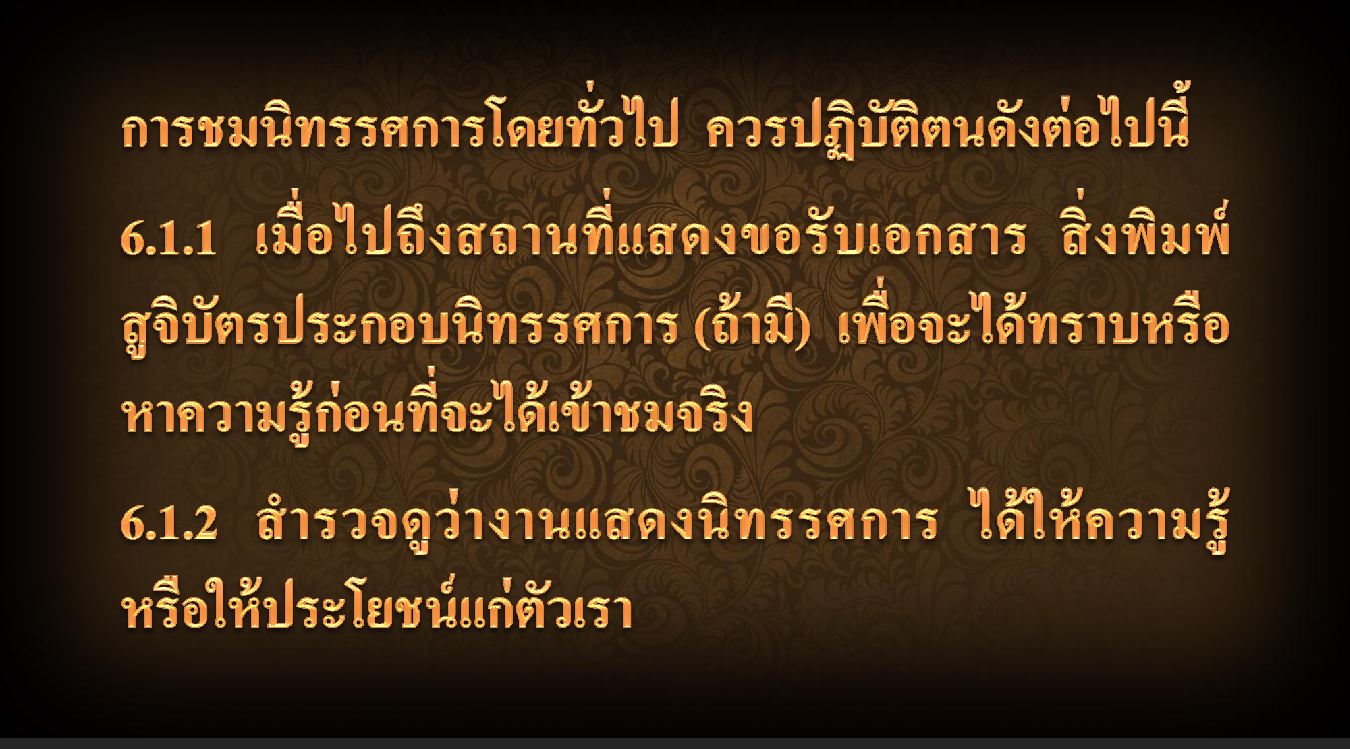 การชมนิทรรศการโดยทั่วไป ควรปฏิบัติตนดังต่อไปนี้
6.1.1 เมื่อไปถึงสถานที่แสดงขอรับเอกสาร สิ่งพิมพ์
สูจิบัตรประกอบนิทรรศการ (ถ้ามี) เพื่อจะได้ทราบหรือ
หาความรู้ก่อนที่จะได้เข้าชมจริง
6.1.2 สำรวจดูว่างานแสดงนิทรรศการ ได้ให้ความรู้
หรือให้ประโยชน์แก่ตัวเรา